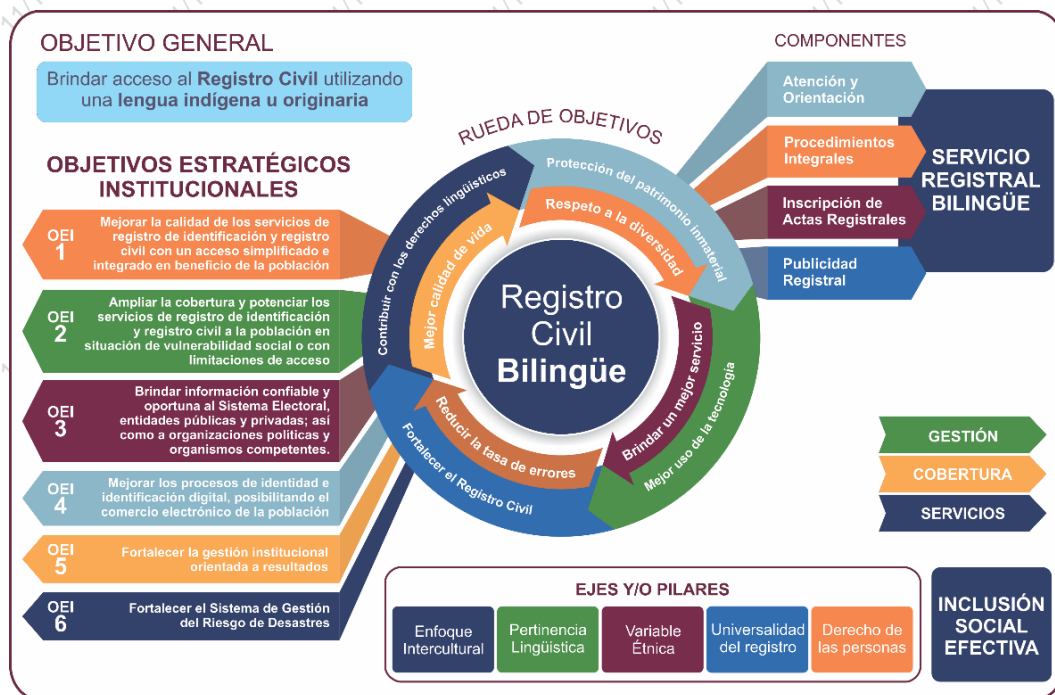 OBJETIVO GENERAL
Brindar acceso al Registro Civil utilizando
una lengua indígena u originaria
OBJETIVOS ESTRATÉGICOS
INSTITUCIONALES
OEI
1
Mejorar la calidad de los servicios de
registro de identificación y registro
civil con un acceso simplificado e
integrado en beneficio de la población
OEI
2
Ampliar la cobertura y potenciar los
servicios de registro de identificación
y registro civil a la población en
situación de vulnerabilidad social o con
limitaciones de acceso
OEI
3
Brindar información confiable y
oportuna al Sistema Electoral,
entidades públicas y privadas; así
como a organizaciones políticas y
organismos competentes.
OEI
4
Mejorar los procesos de identidad e
identificación digital, posibilitando el
comercio electrónico de la población
OEI
5
Fortalecer la gestión institucional
orientada a resultados
OEI
6
Fortalecer el Sistema de Gestión
del Riesgo de Desastres
RUEDA DE OBJETIVOS
Contribuir con los derechos lingüísticos
Protección del patrimonio inmaterial
Mejor uso de la tecnología
Fortalecer el Registro Civil
Mejor calidad de vida
Respeto a la diversidad
Brindar un mejor servicio
Reducir la tasa de errores
Registro
Civil
Bilingüe
COMPONENTES
Atención y
Orientación
Procedimientos
Integrales
Inscripción de
Actas Registrales
Publicidad
Registral
SERVICIO
REGISTRAL
BILINGÜE
GESTIÓN
COBERTURA
SERVICIOS
EJES Y/O PILARES
Enfoque
Intercultural
Pertinencia
Lingüística
Variable
Étnica
Universalidad
del registro
Derecho de
las personas
INCLUSIÓN
SOCIAL
EFECTIVA